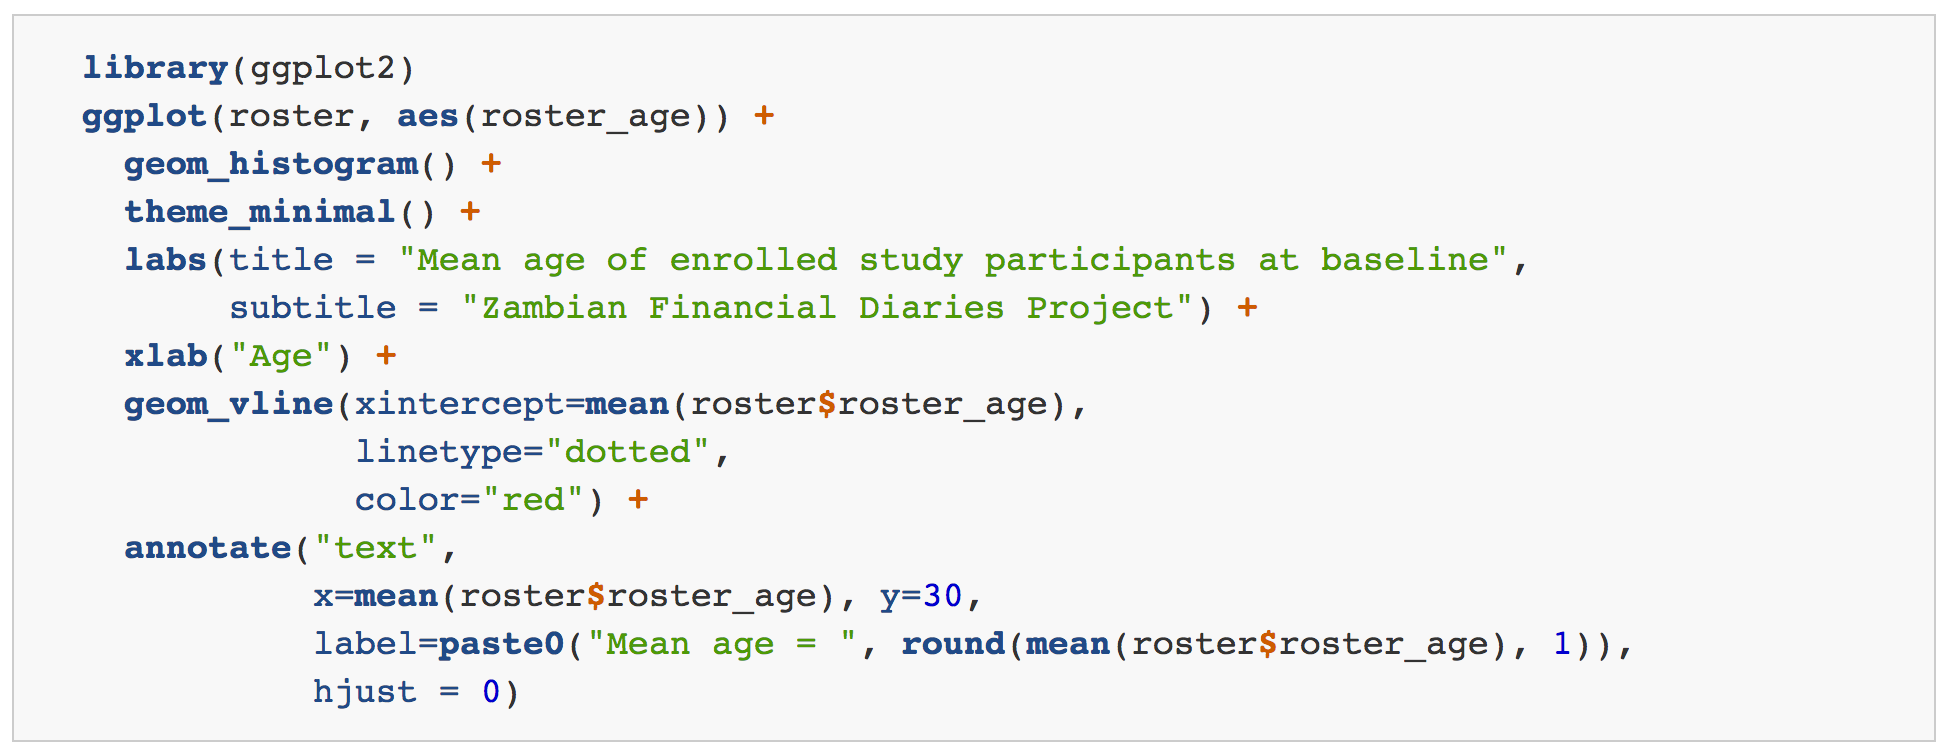 library(ggplot2)
ggplot(roster, aes(roster_age)) +
  geom_histogram() +
  theme_minimal() +
  labs(title = "Mean age of enrolled study participants at baseline",
       subtitle = "Zambian Financial Diaries Project") +
  xlab("Age") +
  geom_vline(xintercept=mean(roster$roster_age),
             linetype="dotted",
             color="red") +
  annotate("text",
           x=mean(roster$roster_age), y=30,
           label=paste0("Mean age = ", round(mean(roster$roster_age), 1)),
           hjust = 0)